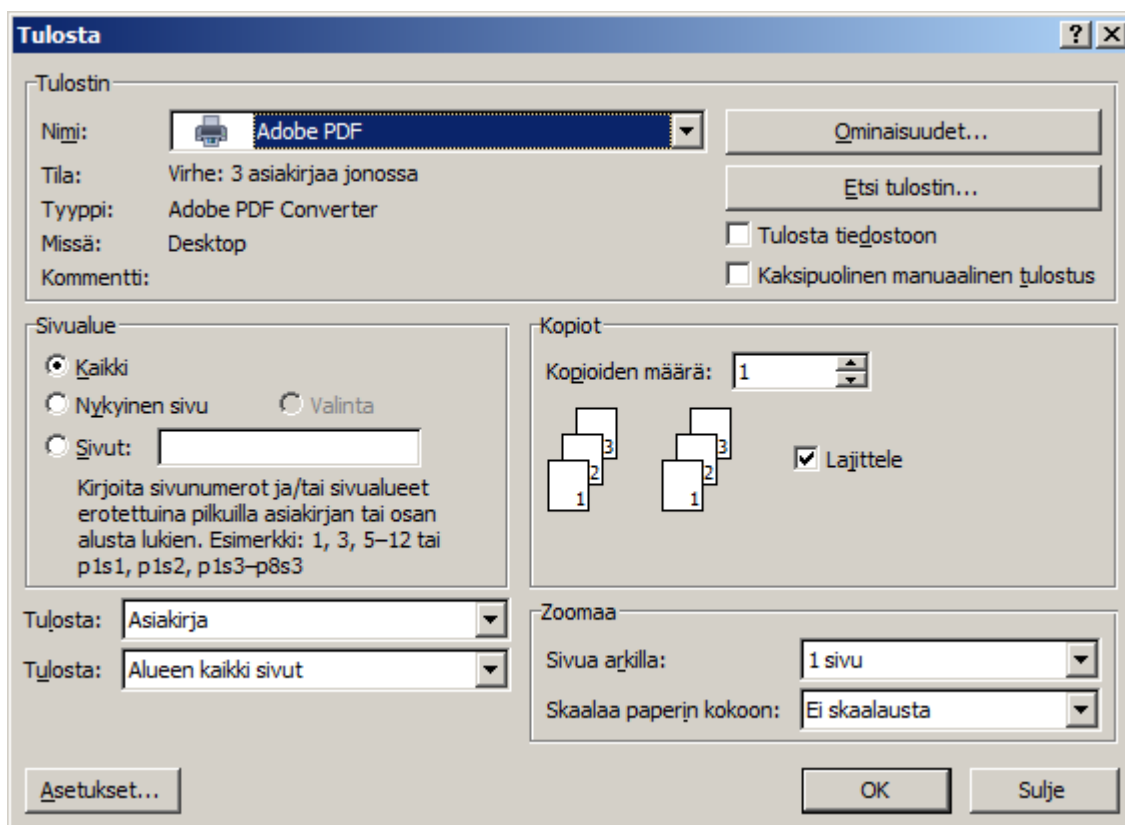 Tulosta
Tulostin
Nimi: Adobe PDF
Ominaisuudet...
Tila: Virhe: 3 asiakirjaa jonossa
Etsi tulostin...
Tyyppi: Adobe PDF Converter
Missä: Desktop
Tulosta tiedostoon
Kommentti:
Kaksipuolinen manuaalinen tulostus
Sivualue
Kaikki
Nykyinen sivu Valinta
Sivut:
Kirjoita sivunumerot ja/tai sivualueet
erotettuina pilkuilla asiakirjan tai osan
alusta lukien. Esimerkki: 1, 3, 5–12 tai
p1s1, p1s2, p1s3–p8s3
Kopiot
Kopioiden määrä: 1
3 3
2 2
1 1
Lajittele
Tulosta: Asiakirja
Tulosta: Alueen kaikki sivut
Zoomaa
Sivua arkilla: 1 sivu
Skaalaa paperin kokoon: Ei skaalausta
Asetukset...
OK
Sulje